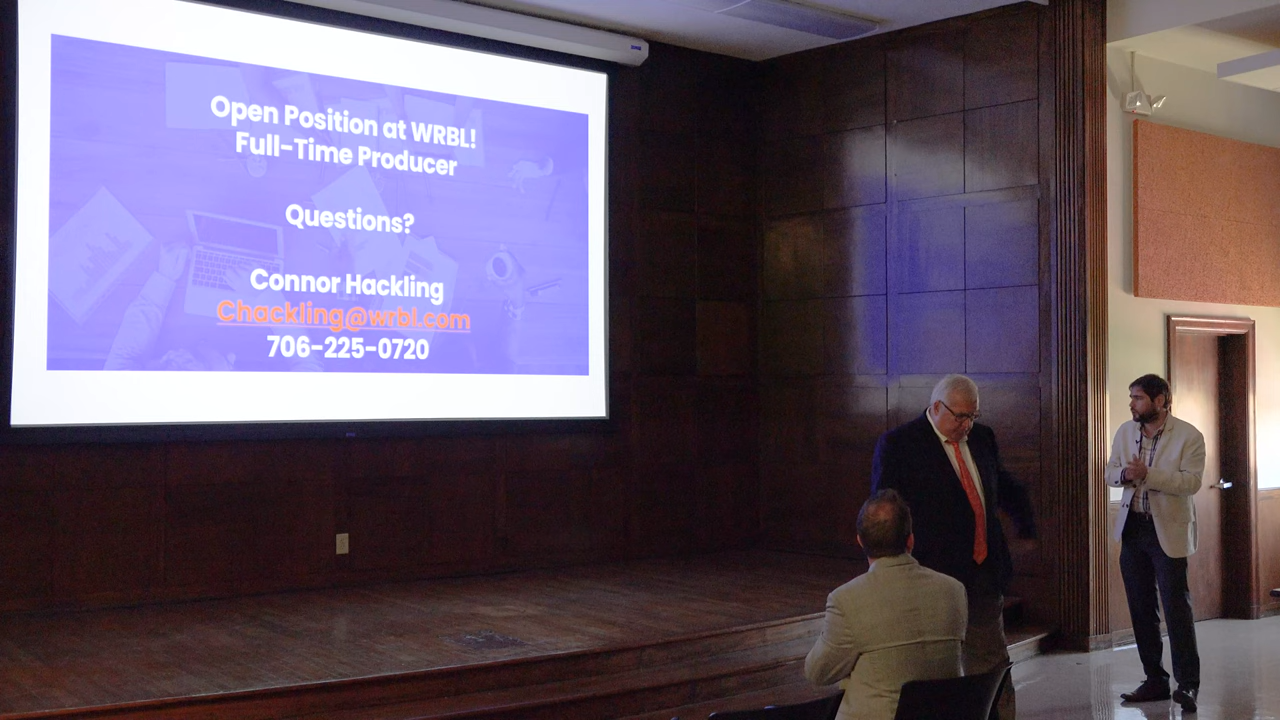 Open Position at WRBL!
Full-Time Producer
Questions?
Connor Hackling
Chackling@wrbl.com
706-225-0720